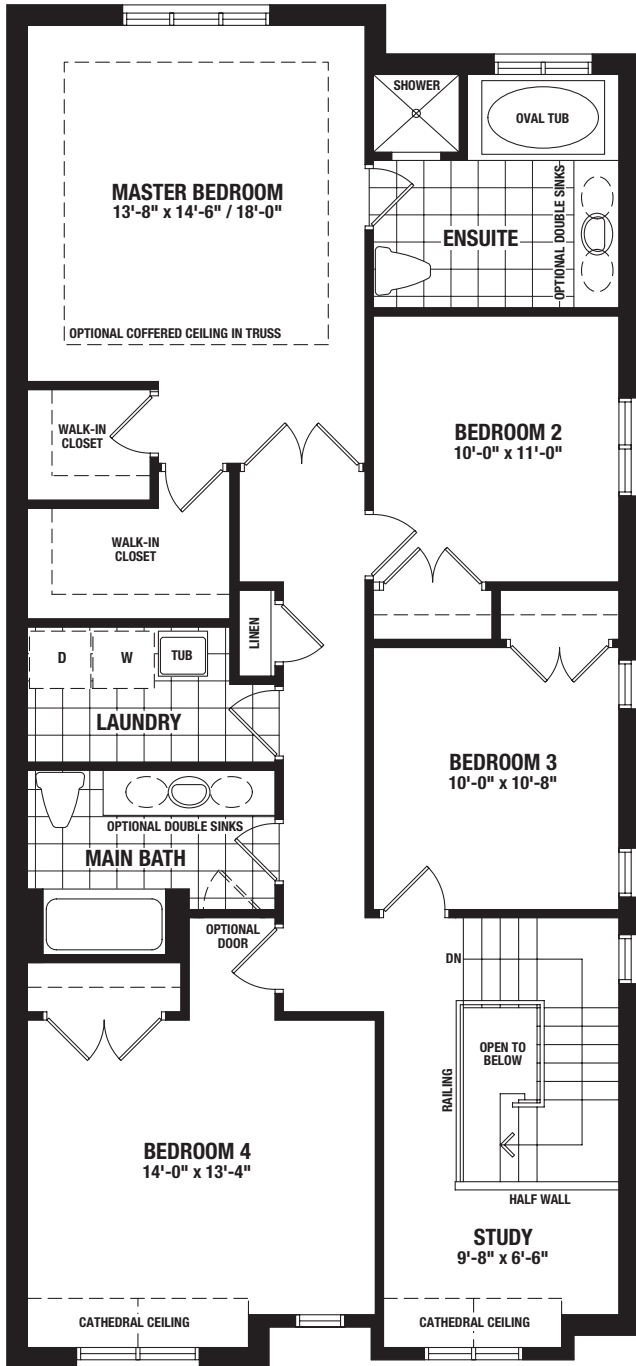 SHOWER
OVAL TUB
MASTER BEDROOM
13'-8" x 14'-6" / 18'-0"
ENSUITE
OPTIONAL DOUBLE SINKS
OPTIONAL COFFERED CEILING IN TRUSS
WALK-IN
CLOSET
BEDROOM 2
10'-0" x 11'-0"
WALK-IN
CLOSET
LINEN
D
W
TUB
LAUNDRY
BEDROOM 3
10'-0" x 10'-8"
OPTIONAL DOUBLE SINKS
MAIN BATH
OPTIONAL
DOOR
DN
OPEN TO
BELOW
RAILING
BEDROOM 4
14'-0" x 13'-4"
HALF WALL
STUDY
9'-8" x 6'-6"
CATHEDRAL CEILING
CATHEDRAL CEILING